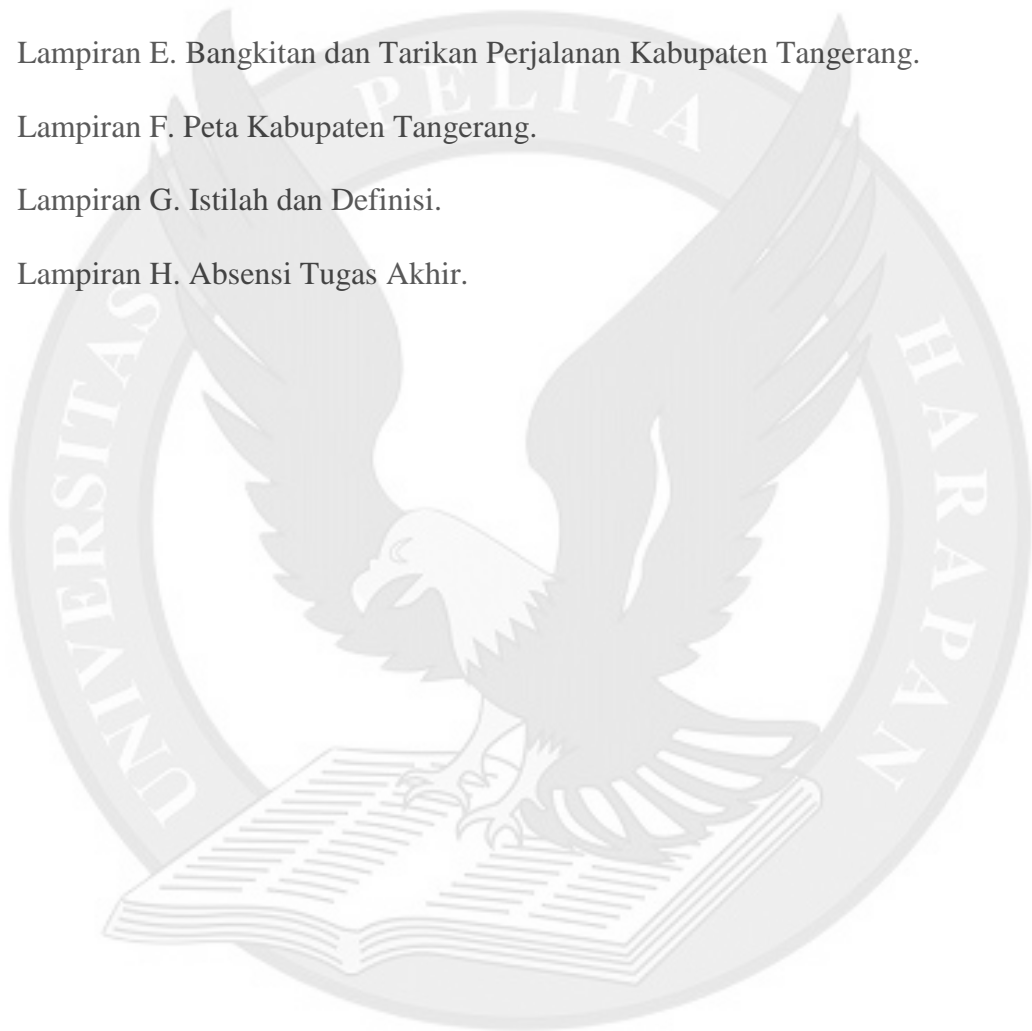 Lampiran E. Bangkitan dan Tarikan Perjalanan Kabupaten Tangerang.
Lampiran F. Peta Kabupaten Tangerang.
Lampiran G. Istilah dan Definisi.
Lampiran H. Absensi Tugas Akhir.
UNIVERSITAS PELITA HARAPAN